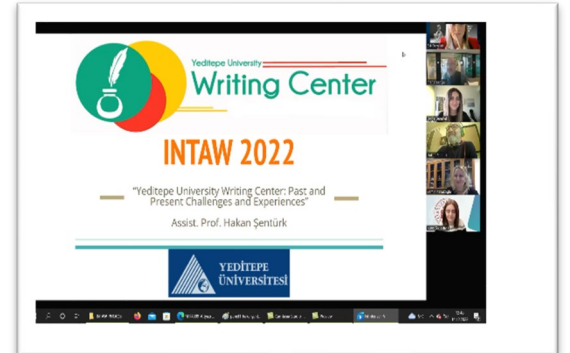 Yeditepe University
Writing Center
INTAW 2022
"Yeditepe University Writing Center: Past and
Present Challenges and Experiences"
Assist. Prof. Hakan Şentürk
YEDİTEPE
ÜNİVERSİTESİ